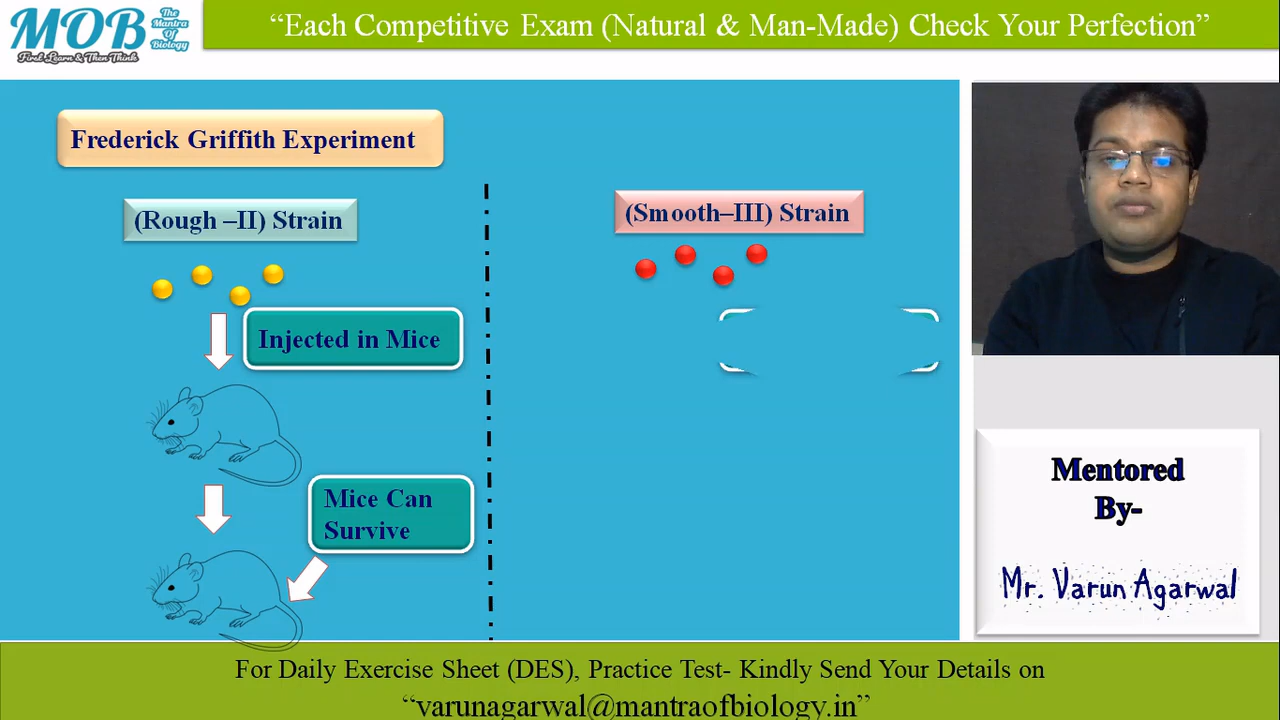 MOB
The
Mantra
Of
Biology
First Learn & Then Think
“Each Competitive Exam (Natural & Man-Made) Check Your Perfection”
Frederick Griffith Experiment
(Rough –II) Strain
(Smooth–III) Strain
Injected in Mice
Mice Can
Survive
Mentored
By-
Mr. Varun Agarwal
For Daily Exercise Sheet (DES), Practice Test- Kindly Send Your Details on
“varunagarwal@mantraofbiology.in”